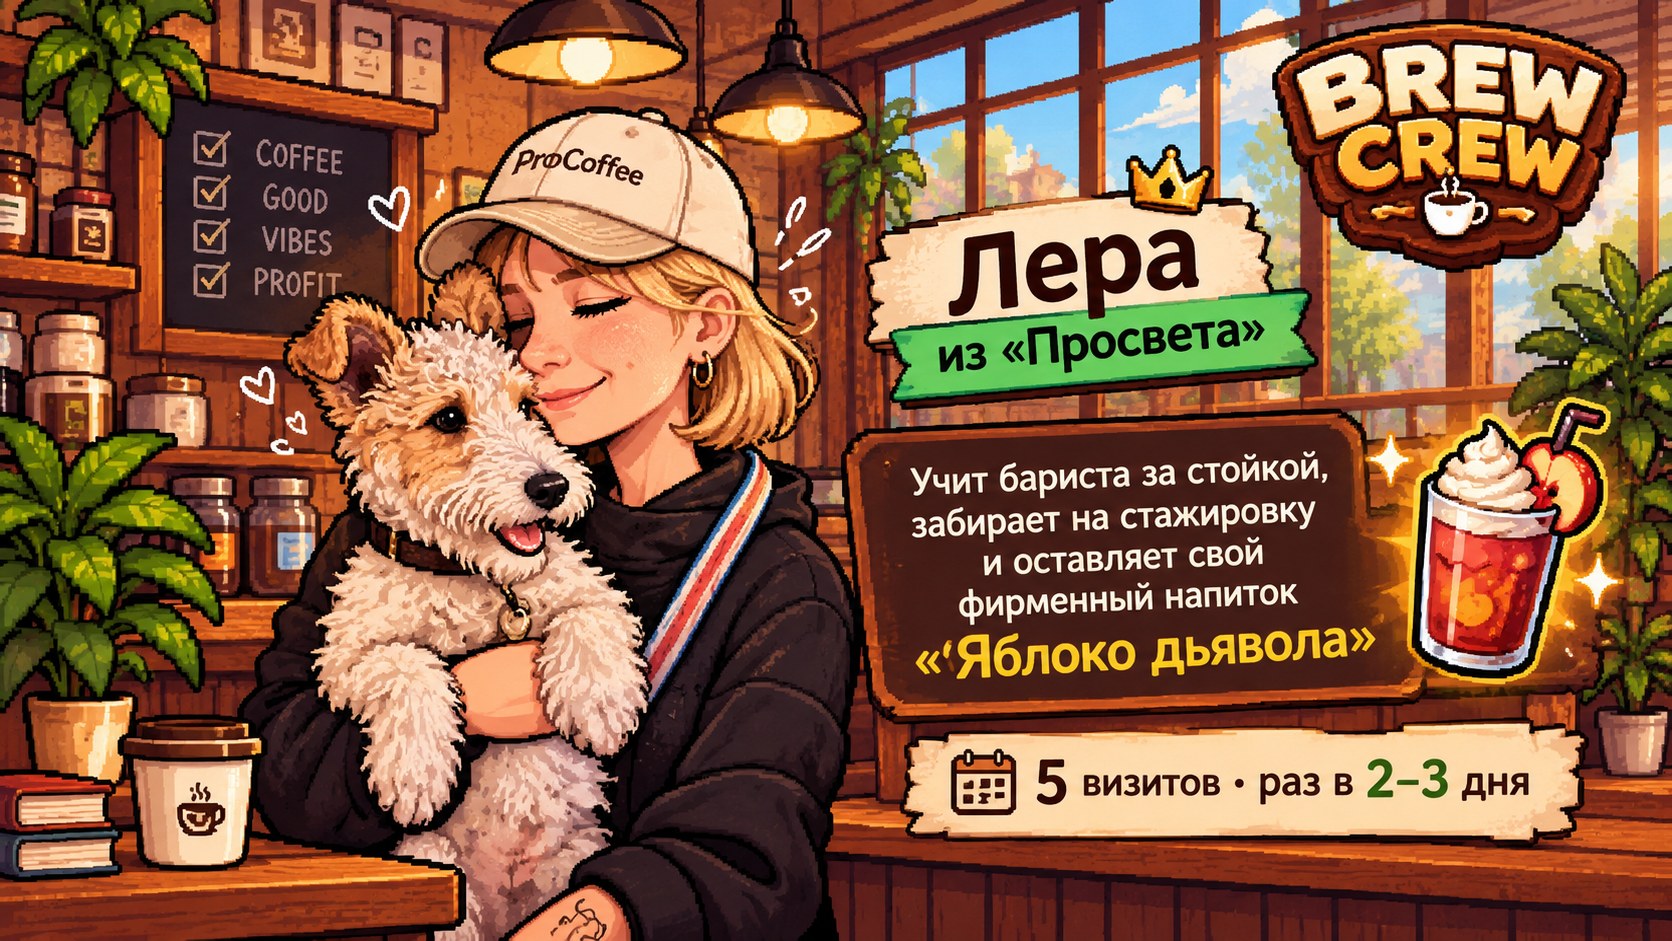 COFFEE
GOOD
VIBES
PROFIT
ProCoffee
BREW
CREW
Лера
из «Просвета»
Учит бариста за стойкой,
забирает на стажировку
и оставляет свой
фирменный напиток
«‘Яблоко дьявола»
5 визитов · раз в 2–3 дня